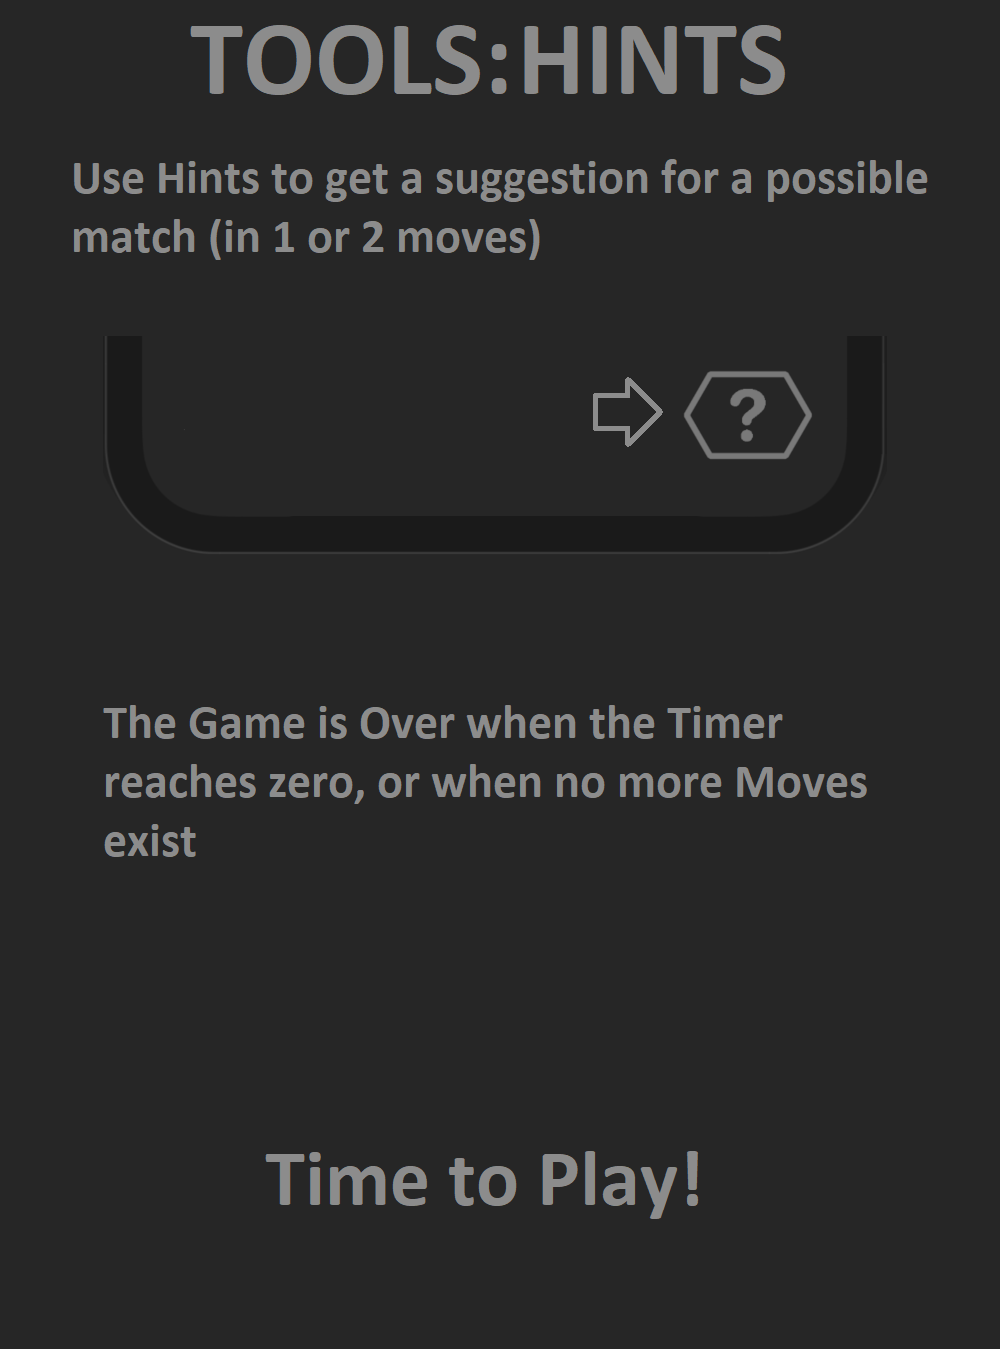 TOOLS:HINTS
Use Hints to get a suggestion for a possible
match (in 1 or 2 moves)
?
The Game is Over when the Timer
reaches zero, or when no more Moves
exist
Time to Play!